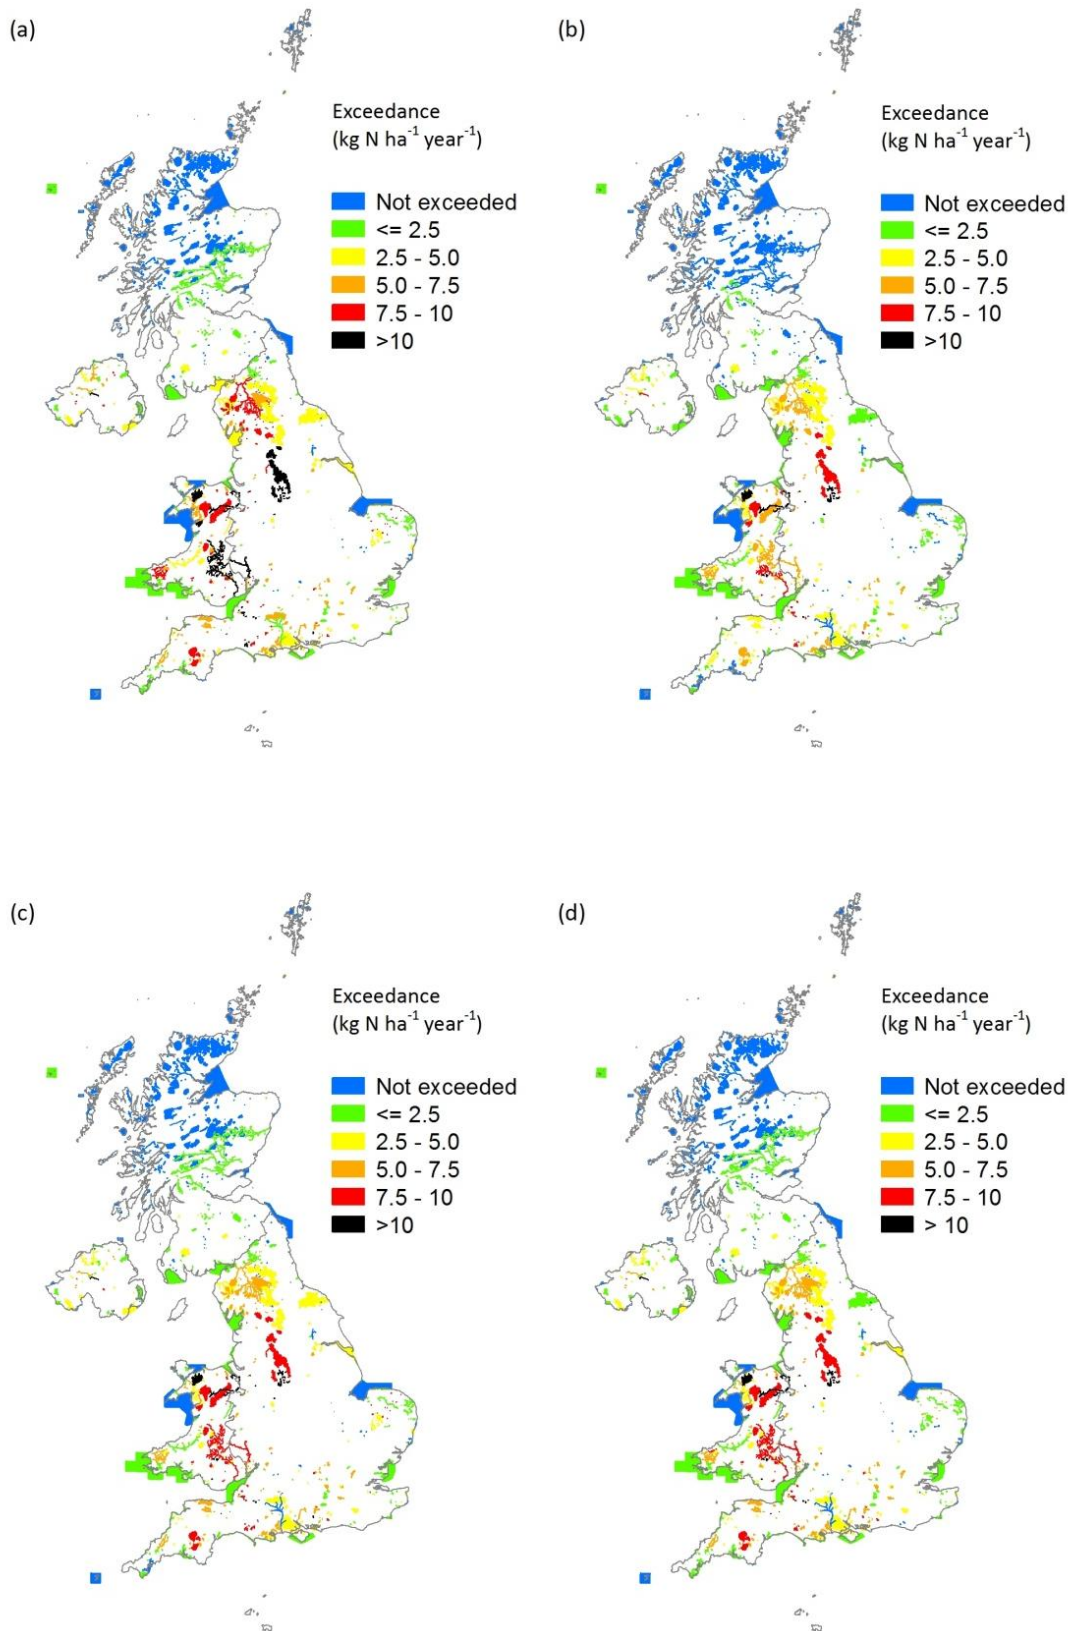 (a)
Exceedance
(kg N ha⁻¹ year⁻¹)
Not exceeded
<= 2.5
2.5 - 5.0
5.0 - 7.5
7.5 - 10
>10
(b)
Exceedance
(kg N ha⁻¹ year⁻¹)
Not exceeded
<= 2.5
2.5 - 5.0
5.0 - 7.5
7.5 - 10
>10
(c)
Exceedance
(kg N ha⁻¹ year⁻¹)
Not exceeded
<= 2.5
2.5 - 5.0
5.0 - 7.5
7.5 - 10
>10
(d)
Exceedance
(kg N ha⁻¹ year⁻¹)
Not exceeded
<= 2.5
2.5 - 5.0
5.0 - 7.5
7.5 - 10
> 10